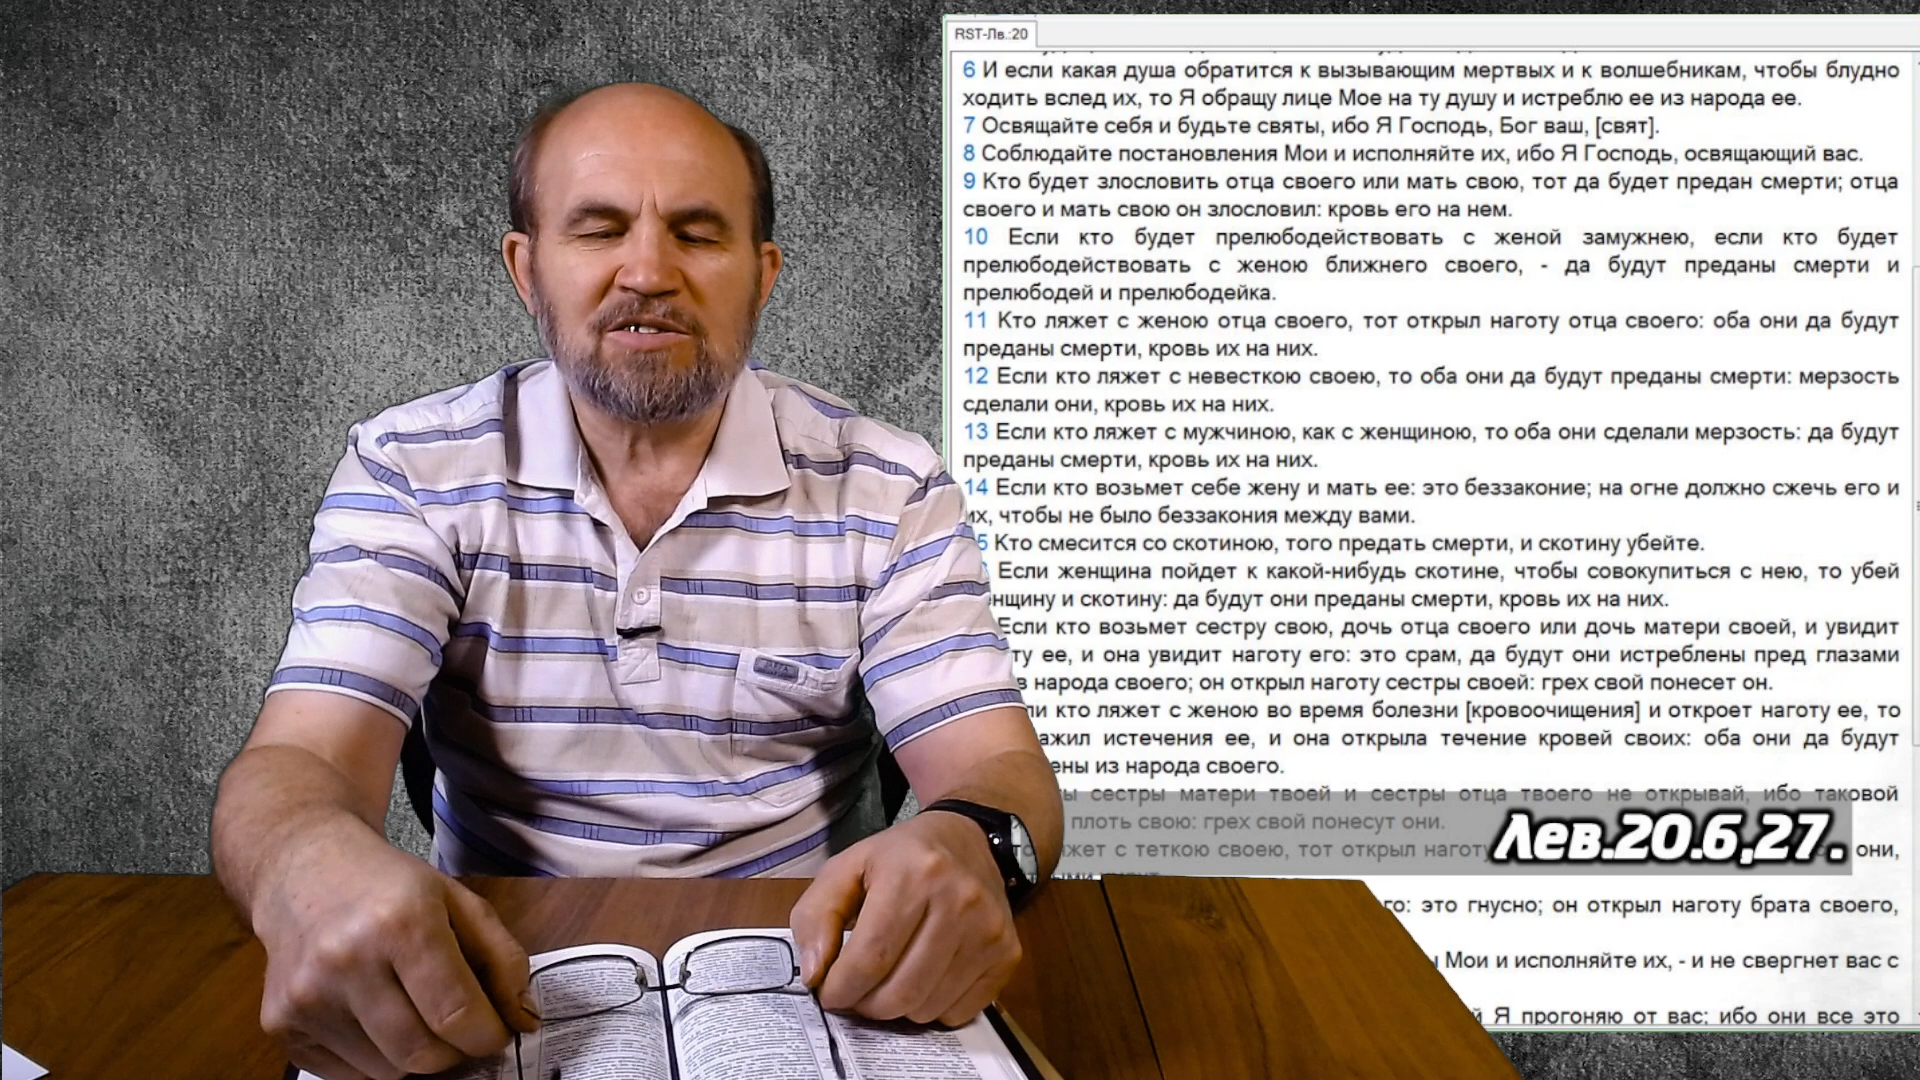 RST-Лв.:20
6 И если какая душа обратится к вызывающим мертвых и к волшебникам, чтобы блудно
ходить вслед их, то Я обращу лице Мое на ту душу и истреблю ее из народа ее.
7 Освящайте себя и будьте святы, ибо Я Господь, Бог ваш, [свят].
8 Соблюдайте постановления Мои и исполняйте их, ибо Я Господь, освящающий вас.
9 Кто будет злословить отца своего или мать свою, тот да будет предан смерти; отца
своего и мать свою он злословил: кровь его на нем.
10 Если кто будет прелюбодействовать с женой замужнею, если кто будет
прелюбодействовать с женою ближнего своего, - да будут преданы смерти и
прелюбодей и прелюбодейка.
11 Кто ляжет с женою отца своего, тот открыл наготу отца своего: оба они да будут
преданы смерти, кровь их на них.
12 Если кто ляжет с невесткою своею, то оба они да будут преданы смерти: мерзость
сделали они, кровь их на них.
13 Если кто ляжет с мужчиною, как с женщиною, то оба они сделали мерзость: да будут
преданы смерти, кровь их на них.
14 Если кто возьмет себе жену и мать ее: это беззаконие; на огне должно сжечь его и
их, чтобы не было беззакония между вами.
5 Кто смесится со скотиною, того предать смерти, и скотину убейте.
Если женщина пойдет к какой-нибудь скотине, чтобы совокупиться с нею, то убей
енщину и скотину: да будут они преданы смерти, кровь их на них.
Если кто возьмет сестру свою, дочь отца своего или дочь матери своей, и увидит
ту ее, и она увидит наготу его: это срам, да будут они истреблены пред глазами
в народа своего; он открыл наготу сестры своей: грех свой понесет он.
ли кто ляжет с женою во время болезни [кровоочищения] и откроет наготу ее, то
ажил истечения ее, и она открыла течение кровей своих: оба они да будут
ены из народа своего.
ы сестры матери твоей и сестры отца твоего не открывай, ибо таковой
плоть свою: грех свой понесут они.
яжет с теткою своею, тот открыл наготу они,
Лев.20.6,27.
го: это гнусно; он открыл наготу брата своего,
Мои и исполняйте их, - и не свергнет вас с
Я прогоняю от вас; ибо они все это